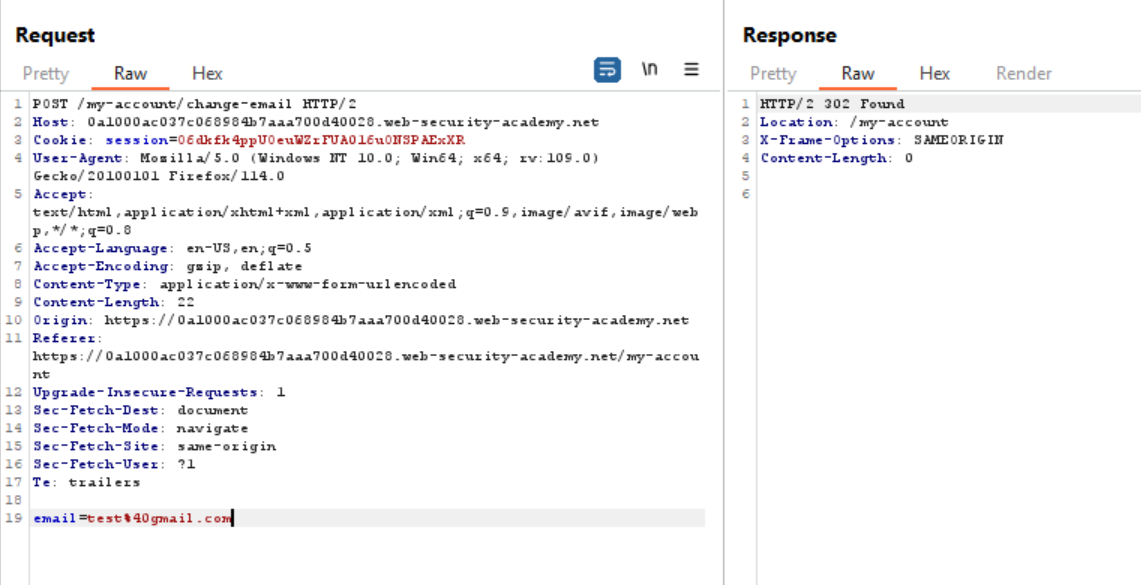 Request
Pretty Raw Hex
\n
1 POST /my-account/change-email HTTP/2
2 Host: 0a1000ac037c068984b7aaa700d40028.web-security-academy.net
3 Cookie: session=06dkfk4ppU0euWZrFUA016u0NSPAExXR
4 User-Agent: Mozilla/5.0 (Windows NT 10.0; Win64; x64; rv:109.0)
Gecko/20100101 Firefox/114.0
5 Accept:
text/html,application/xhtml+xml,application/xml;q=0.9,image/avif,image/web
p,*/*;q=0.8
6 Accept-Language: en-US,en;q=0.5
7 Accept-Encoding: gzip, deflate
8 Content-Type: application/x-www-form-urlencoded
9 Content-Length: 22
10 Origin: https://0a1000ac037c068984b7aaa700d40028.web-security-academy.net
11 Referer:
https://0a1000ac037c068984b7aaa700d40028.web-security-academy.net/my-accou
nt
12 Upgrade-Insecure-Requests: 1
13 Sec-Fetch-Dest: document
14 Sec-Fetch-Mode: navigate
15 Sec-Fetch-Site: same-origin
16 Sec-Fetch-User: ?1
17 Te: trailers
18
19 email=test%40gmail.com
Response
Pretty Raw Hex Render
1 HTTP/2 302 Found
2 Location: /my-account
3 X-Frame-Options: SAMEORIGIN
4 Content-Length: 0
5
6